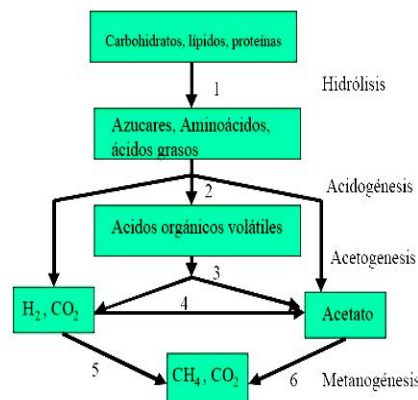 Carbohidratos, lípidos, proteínas
1
Hidrólisis
Azucares, Aminoácidos,
ácidos grasos
2
Acidogénesis
Acidos orgánicos volátiles
Acetogenesis
3
H₂, CO₂
4
Acetato
5
CH₄, CO₂
6
Metanogénesis